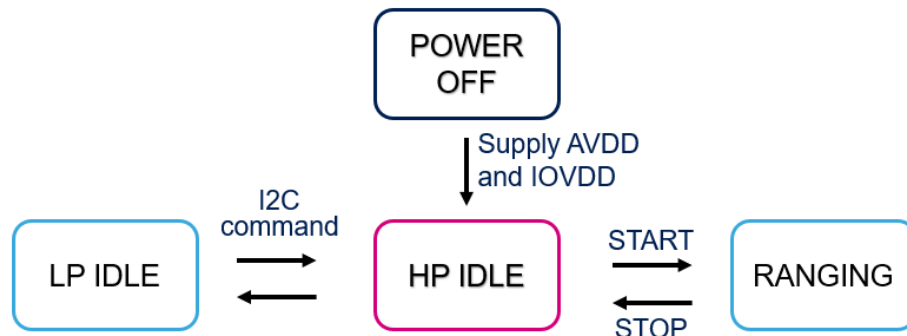 POWER
OFF
Supply AVDD
and IOVDD
I2C
command
LP IDLE
HP IDLE
START
STOP
RANGING